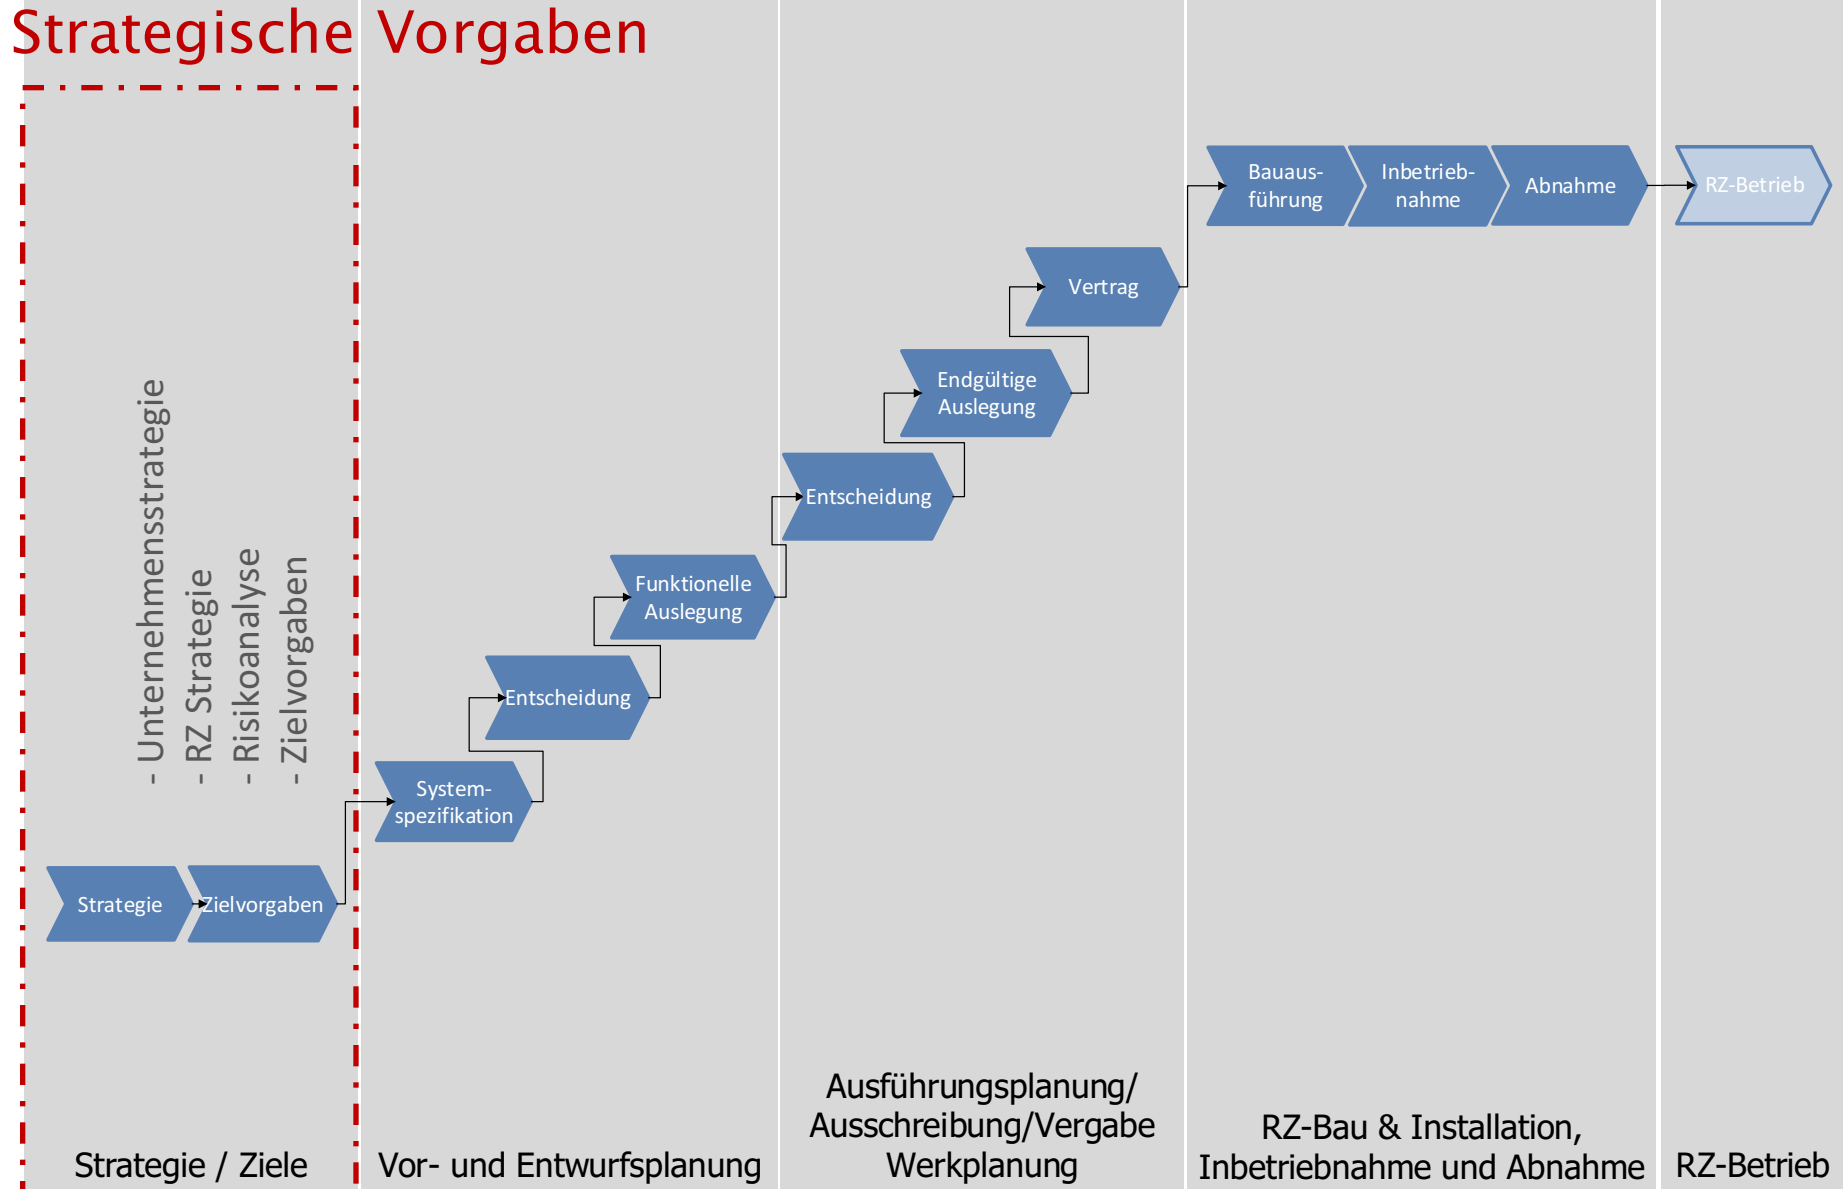 Strategische Vorgaben
- Unternehmensstrategie
- RZ Strategie
- Risikoanalyse
- Zielvorgaben
Strategie
Zielvorgaben
System-
spezifikation
Entscheidung
Funktionelle
Auslegung
Entscheidung
Endgültige
Auslegung
Vertrag
Bauaus-
führung
Inbetrieb-
nahme
Abnahme
RZ-Betrieb
Strategie / Ziele
Vor- und Entwurfsplanung
Ausführungsplanung/
Ausschreibung/Vergabe
Werkplanung
RZ-Bau & Installation,
Inbetriebnahme und Abnahme
RZ-Betrieb